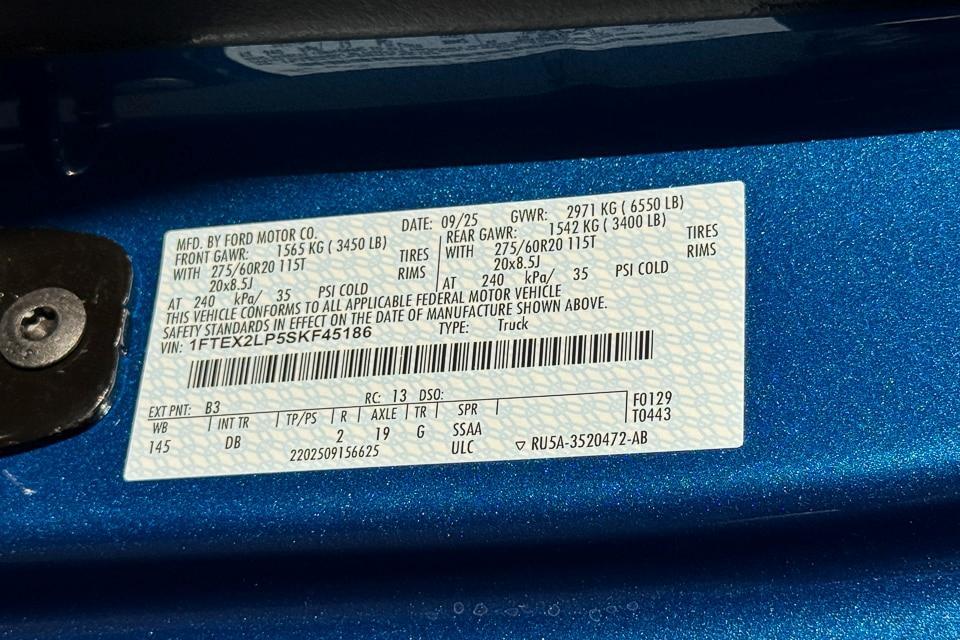 MFD. BY FORD MOTOR CO.
DATE: 09/25 GVWR: 2971 KG ( 6550 LB)
FRONT GAWR: 1565 KG ( 3450 LB)
WITH 275/60R20 115T TIRES
20x8.5J RIMS
AT 240 kPa/ 35 PSI COLD
REAR GAWR: 1542 KG ( 3400 LB)
WITH 275/60R20 115T TIRES
20x8.5J RIMS
AT 240 kPa/ 35 PSI COLD
THIS VEHICLE CONFORMS TO ALL APPLICABLE FEDERAL MOTOR VEHICLE
SAFETY STANDARDS IN EFFECT ON THE DATE OF MANUFACTURE SHOWN ABOVE.
VIN: 1FTEX2LP5SKF45186 TYPE: Truck
EXT PNT: B3 RC: 13 DSO:
WB INT TR TP/PS R AXLE TR SPR F0129
145 DB 2 19 G SSAA T0443
2202509156625 ULC ▽ RU5A-3520472-AB